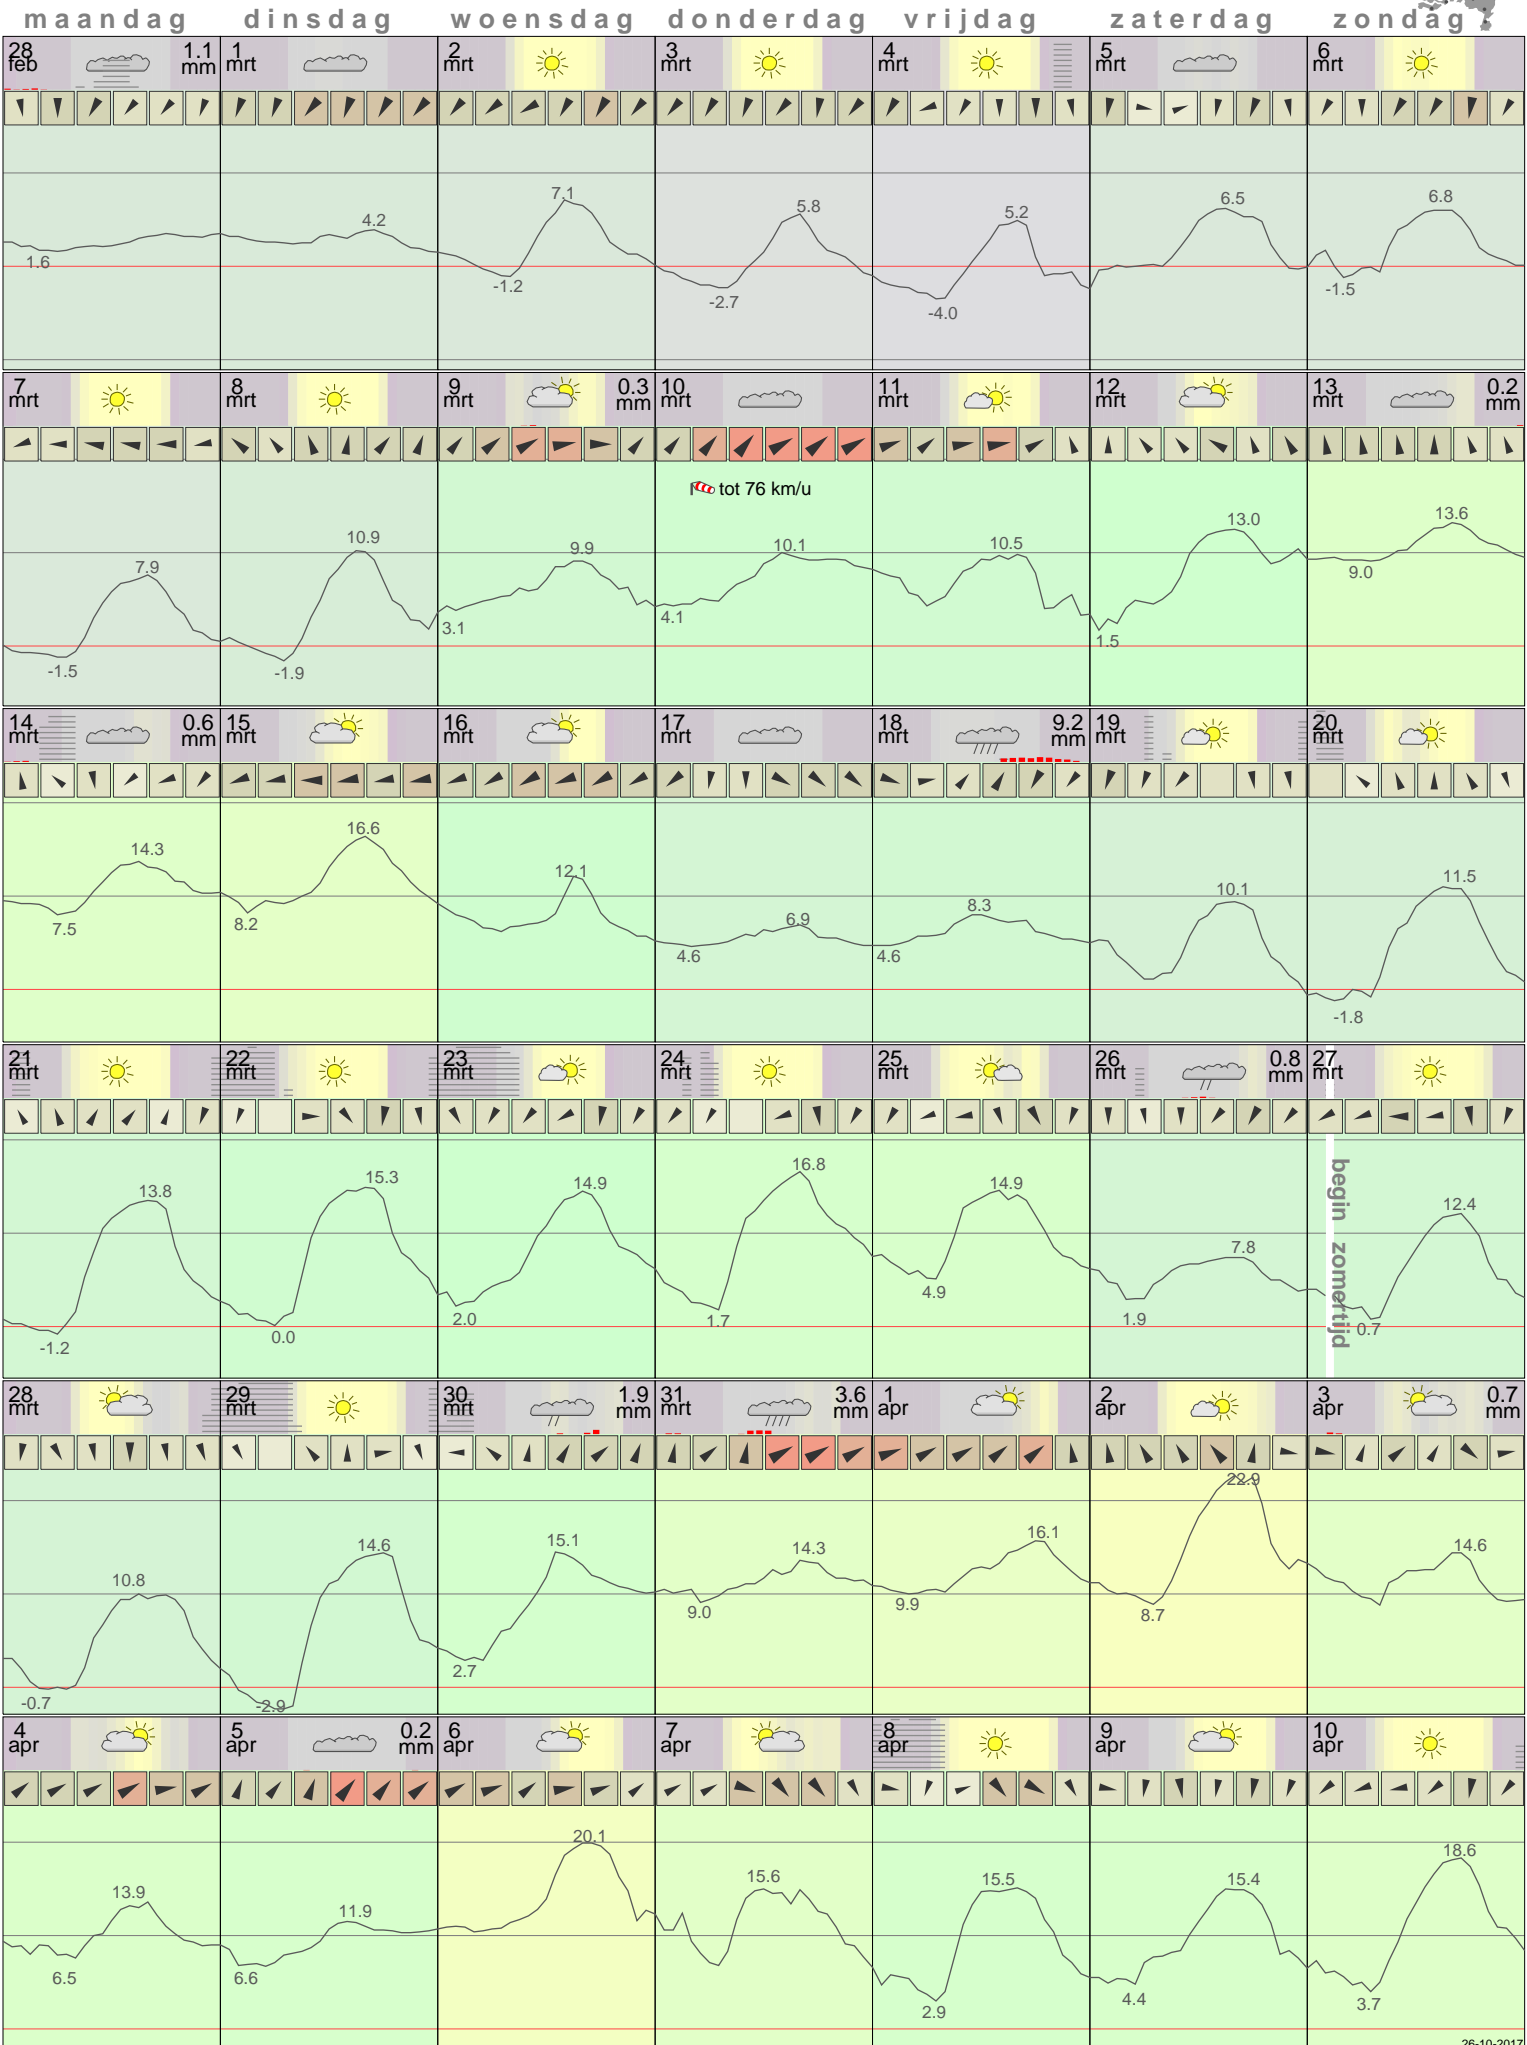 maandag dinsdag woensdag donderdag vrijdag zaterdag zondag
28 feb 1.1 mm 1 mrt 2 mrt 3 mrt 4 mrt 5 mrt 6 mrt
7.1 5.8 5.2 6.5 6.8
4.2
1.6 -1.2 -2.7 -4.0 -1.5
7 mrt 8 mrt 9 mrt 0.3 mm 10 mrt 11 mrt 12 mrt 13 mrt 0.2 mm
tot 76 km/u
7.9 10.9 9.9 10.1 10.5 13.0 13.6
-1.5 -1.9 3.1 4.1 1.5 9.0
14 mrt 0.6 mm 15 mrt 16 mrt 17 mrt 18 mrt 9.2 mm 19 mrt 20 mrt
14.3 16.6 12.1 6.9 8.3 10.1 11.5
7.5 8.2 4.6 4.6 -1.8
21 mrt 22 mrt 23 mrt 24 mrt 25 mrt 26 mrt 0.8 mm 27 mrt
13.8 15.3 14.9 16.8 14.9 7.8 12.4
begin zomertijd
-1.2 0.0 2.0 1.7 4.9 1.9 0.7
28 mrt 29 mrt 30 mrt 1.9 mm 31 mrt 3.6 mm 1 apr 2 apr 3 apr 0.7 mm
10.8 14.6 15.1 14.3 16.1 22.9 14.6
-0.7 -2.9 2.7 9.0 9.9 8.7
4 apr 5 apr 0.2 mm 6 apr 7 apr 8 apr 9 apr 10 apr
13.9 11.9 20.1 15.6 15.5 15.4 18.6
6.5 6.6 2.9 4.4 3.7
26-10-2017